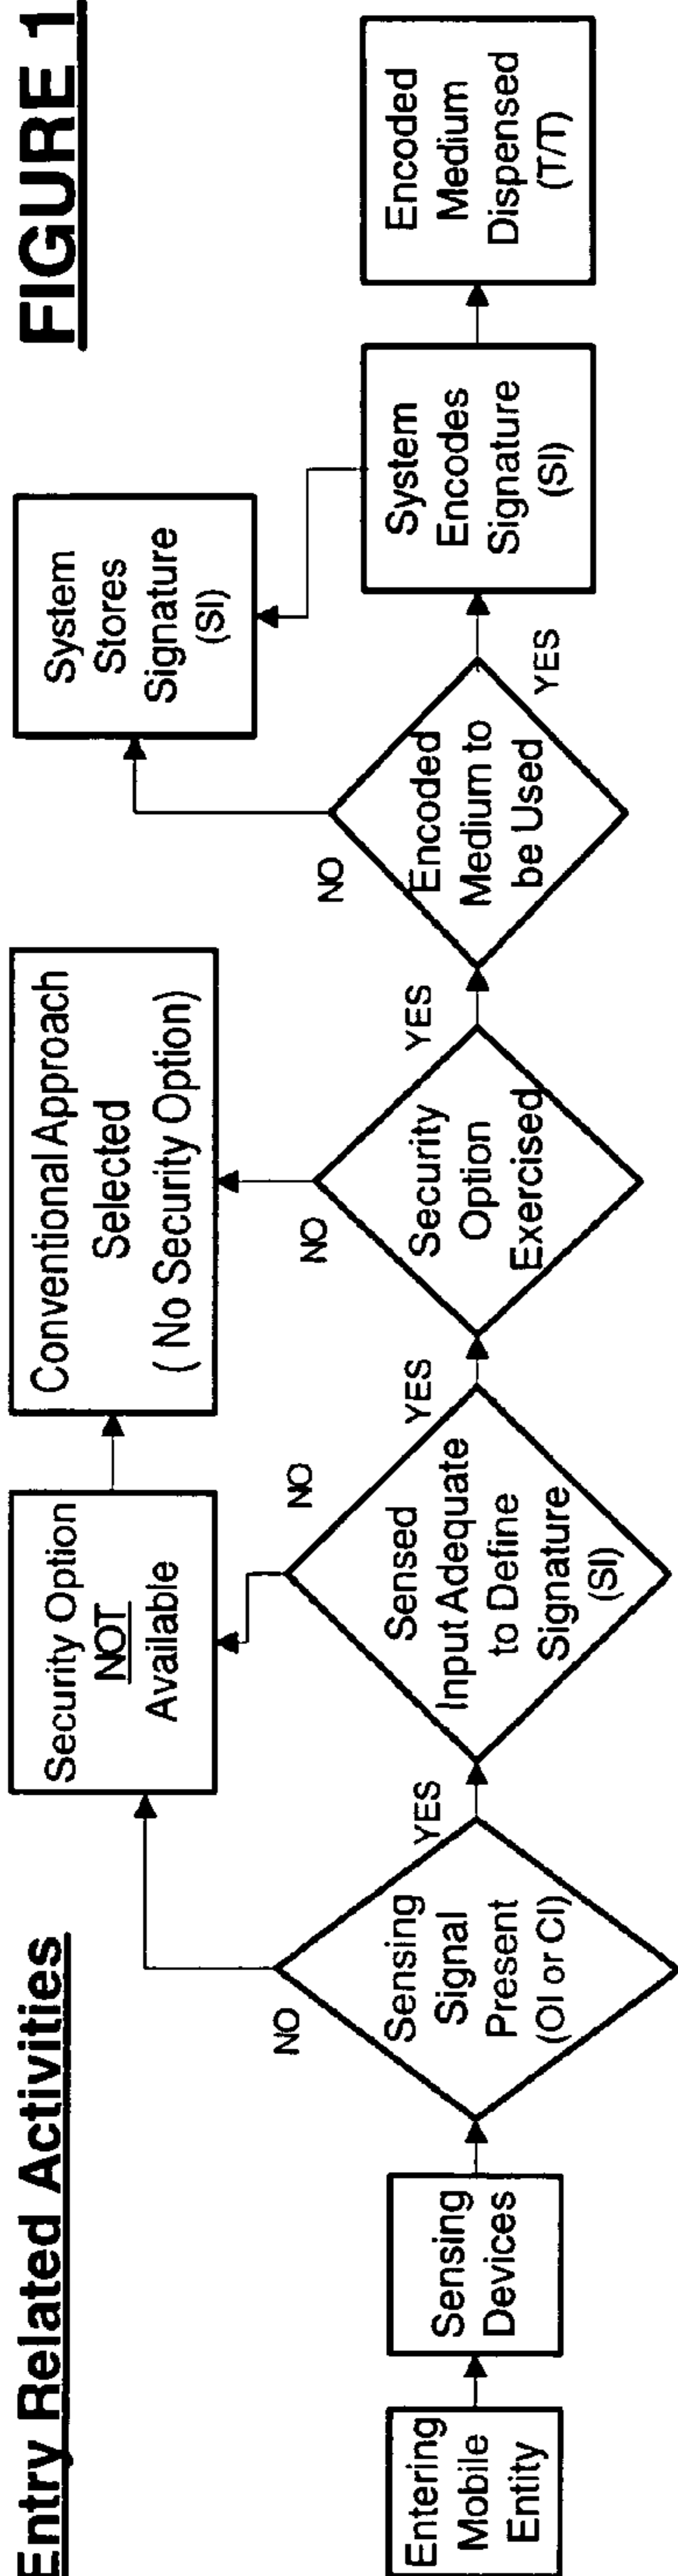 Entry Related Activities
FIGURE 1
Entering
Mobile
Entity
Sensing
Devices
Sensing
Signal
Present
(OI or CI)
NO
YES
Security Option
NOT
Available
Sensed
Input Adequate
to Define
Signature
(SI)
NO
YES
Conventional Approach
Selected
( No Security Option)
Security
Option
Exercised
NO
YES
Encoded
Medium to
be Used
NO
YES
System
Stores
Signature
(SI)
System
Encodes
Signature
(SI)
Encoded
Medium
Dispensed
(T/T)